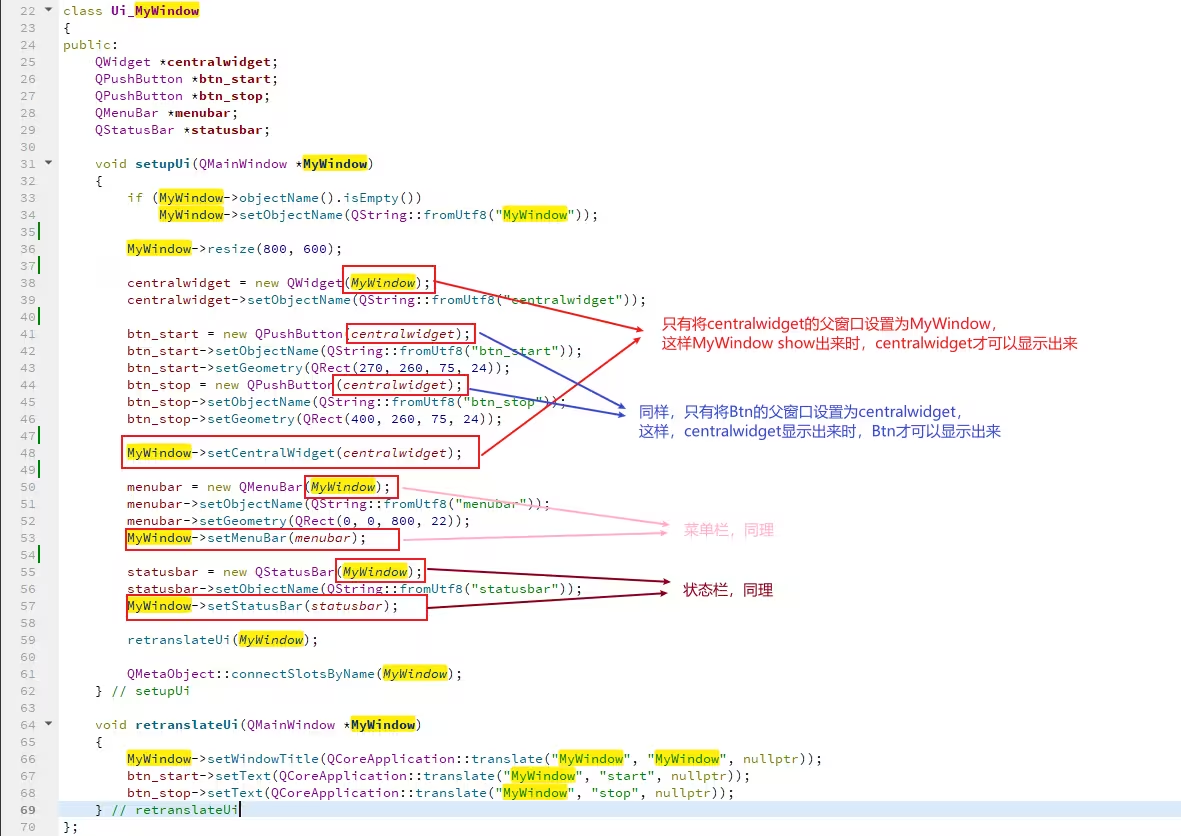 22 class Ui_MyWindow
23 {
24 public:
25 QWidget *centralwidget;
26 QPushButton *btn_start;
27 QPushButton *btn_stop;
28 QMenuBar *menubar;
29 QStatusBar *statusbar;
30
31 void setupUi(QMainWindow *MyWindow)
32 {
33 if (MyWindow->objectName().isEmpty())
34 MyWindow->setObjectName(QString::fromUtf8("MyWindow"));
35
36 MyWindow->resize(800, 600);
37
38 centralwidget = new QWidget(MyWindow);
39 centralwidget->setObjectName(QString::fromUtf8("centralwidget"));
40
只有将centralwidget的父窗口设置为MyWindow，
这样MyWindow show出来时，centralwidget才可以显示出来
41 btn_start = new QPushButton(centralwidget);
42 btn_start->setObjectName(QString::fromUtf8("btn_start"));
43 btn_start->setGeometry(QRect(270, 260, 75, 24));
44 btn_stop = new QPushButton(centralwidget);
45 btn_stop->setObjectName(QString::fromUtf8("btn_stop"));
46 btn_stop->setGeometry(QRect(400, 260, 75, 24));
同样，只有将Btn的父窗口设置为centralwidget，
这样，centralwidget显示出来时，Btn才可以显示出来
47
48 MyWindow->setCentralWidget(centralwidget);
49
50 menubar = new QMenuBar(MyWindow);
51 menubar->setObjectName(QString::fromUtf8("menubar"));
52 menubar->setGeometry(QRect(0, 0, 800, 22));
53 MyWindow->setMenuBar(menubar);
菜单栏，同理
54
55 statusbar = new QStatusBar(MyWindow);
56 statusbar->setObjectName(QString::fromUtf8("statusbar"));
57 MyWindow->setStatusBar(statusbar);
状态栏，同理
58
59 retranslateUi(MyWindow);
60
61 QMetaObject::connectSlotsByName(MyWindow);
62 } // setupUi
63
64 void retranslateUi(QMainWindow *MyWindow)
65 {
66 MyWindow->setWindowTitle(QCoreApplication::translate("MyWindow", "MyWindow", nullptr));
67 btn_start->setText(QCoreApplication::translate("MyWindow", "start", nullptr));
68 btn_stop->setText(QCoreApplication::translate("MyWindow", "stop", nullptr));
69 } // retranslateUi
70 };